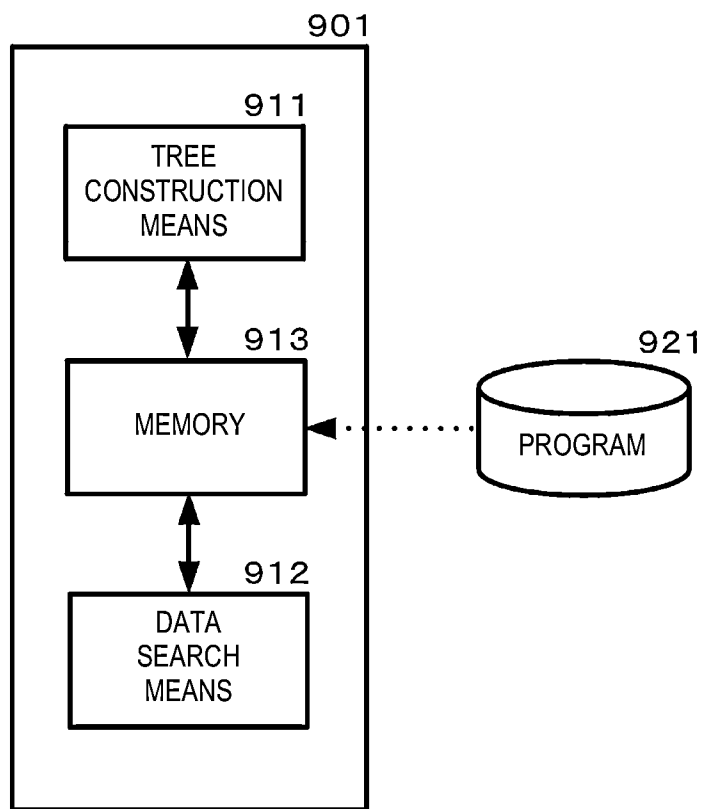 901
911
TREE
CONSTRUCTION
MEANS
913
MEMORY
921
PROGRAM
912
DATA
SEARCH
MEANS